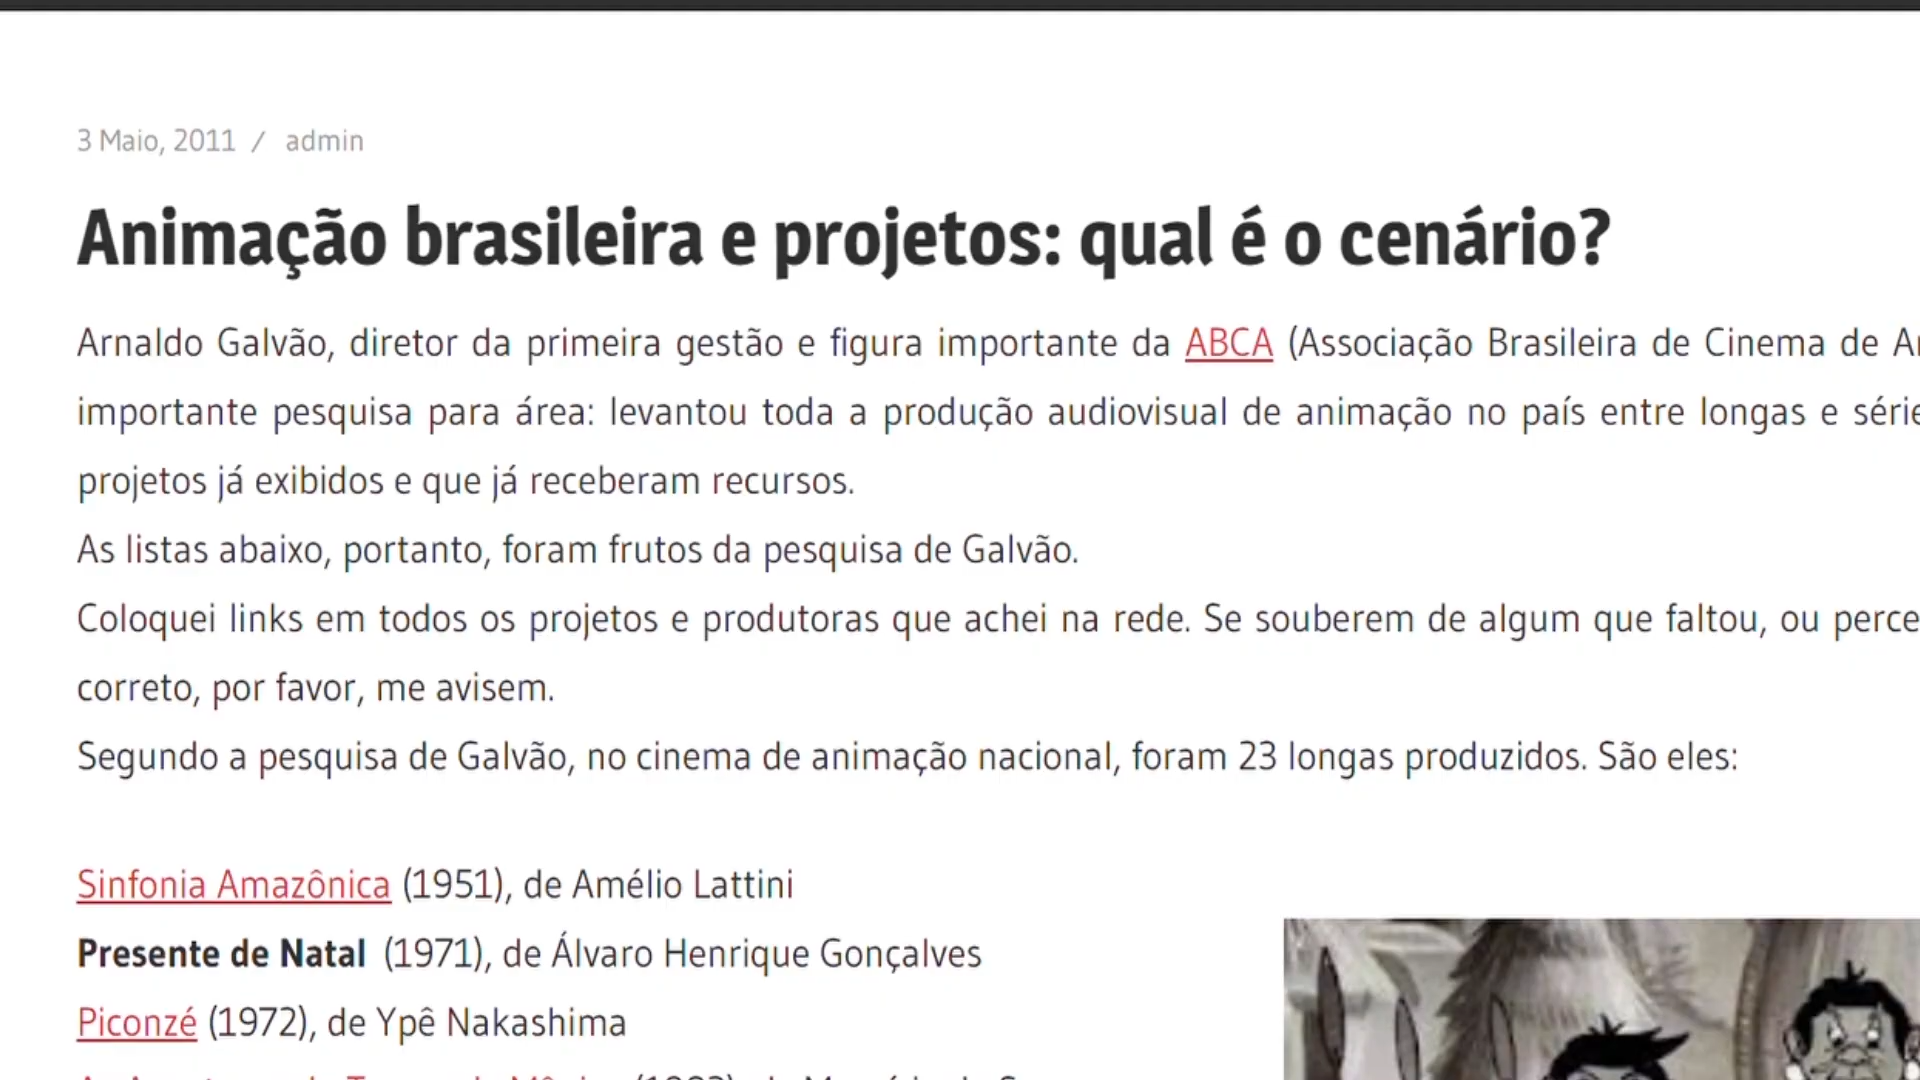 3 Maio, 2011 / admin
Animação brasileira e projetos: qual é o cenário?
Arnaldo Galvão, diretor da primeira gestão e figura importante da ABCA (Associação Brasileira de Cinema de
importante pesquisa para área: levantou toda a produção audiovisual de animação no país entre longas e
projetos já exibidos e que já receberam recursos.
As listas abaixo, portanto, foram frutos da pesquisa de Galvão.
Coloquei links em todos os projetos e produtoras que achei na rede. Se souberem de algum que faltou, ou
correto, por favor, me avisem.
Segundo a pesquisa de Galvão, no cinema de animação nacional, foram 23 longas produzidos. São eles:
Sinfonia Amazônica (1951), de Amélio Lattini
Presente de Natal (1971), de Álvaro Henrique Gonçalves
Piconzé (1972), de Ypê Nakashima